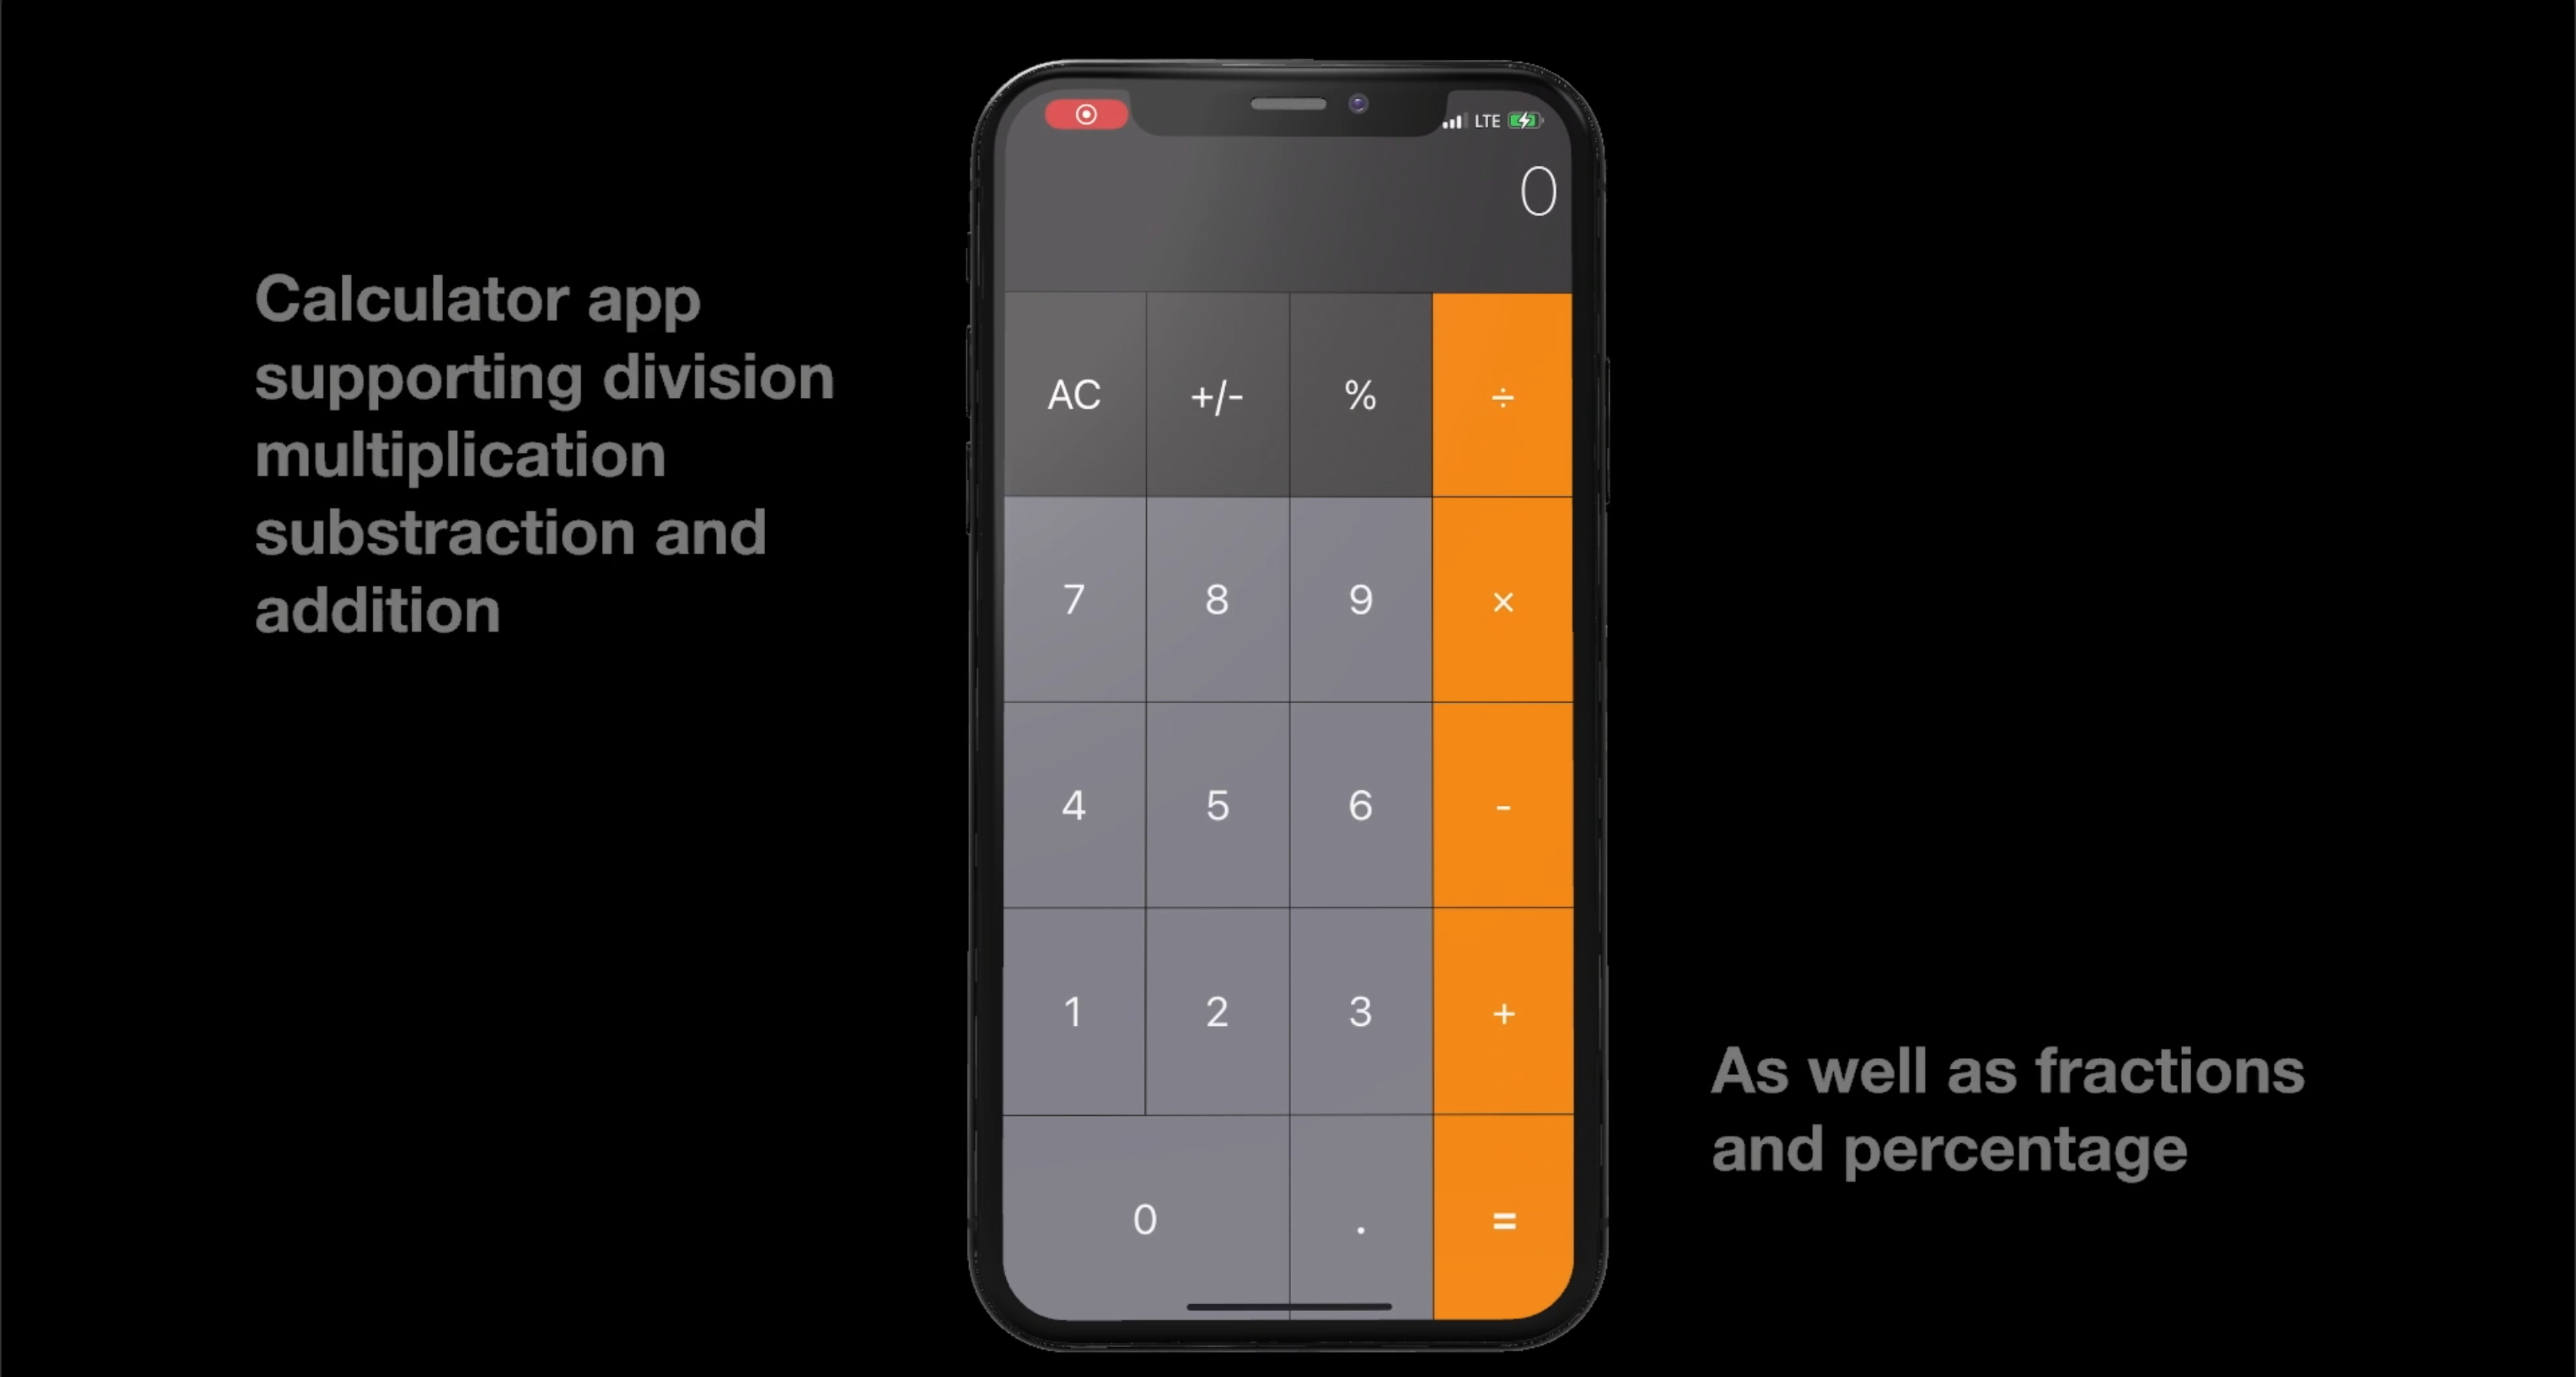 LTE
0
Calculator app
supporting division
multiplication
substraction and
addition
AC +/- % ÷
7 8 9 ×
4 5 6 -
1 2 3 +
0 . =
As well as fractions
and percentage